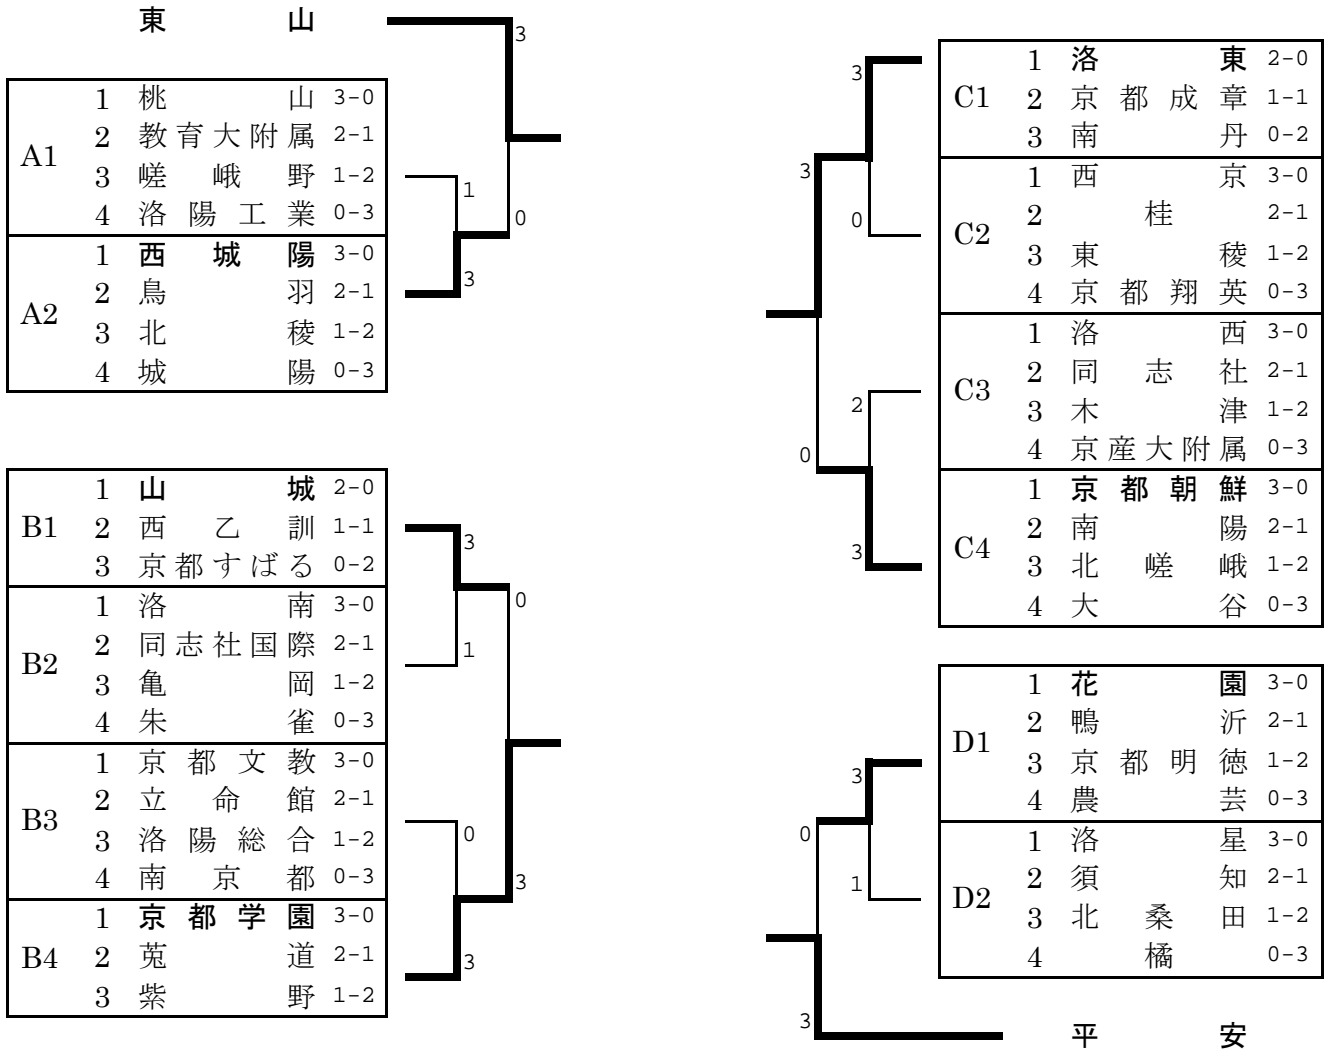 東山
3
A1
1 桃山 3-0
2 教育大附属 2-1
3 嵯峨野 1-2
4 洛陽工業 0-3
1
0
A2
1 西城陽 3-0
2 鳥羽 2-1
3 北稜 1-2
4 城陽 0-3
3
B1
1 山城 2-0
2 西乙訓 1-1
3 京都すばる 0-2
3
0
B2
1 洛南 3-0
2 同志社国際 2-1
3 亀岡 1-2
4 朱雀 0-3
1
B3
1 京都文教 3-0
2 立命館 2-1
3 洛陽総合 1-2
4 南京都 0-3
0
3
B4
1 京都学園 3-0
2 莵道 2-1
3 紫野 1-2
3
3
C1
1 洛東 2-0
2 京都成章 1-1
3 南丹 0-2
3
0
C2
1 西京 3-0
2 桂 2-1
3 東稜 1-2
4 京都翔英 0-3
2
0
C3
1 洛西 3-0
2 同志社 2-1
3 木津 1-2
4 京産大附属 0-3
3
C4
1 京都朝鮮 3-0
2 南陽 2-1
3 北嵯峨 1-2
4 大谷 0-3
3
0
D1
1 花園 3-0
2 鴨沂 2-1
3 京都明徳 1-2
4 農芸 0-3
1
D2
1 洛星 3-0
2 須知 2-1
3 北桑田 1-2
4 橘 0-3
3
平安